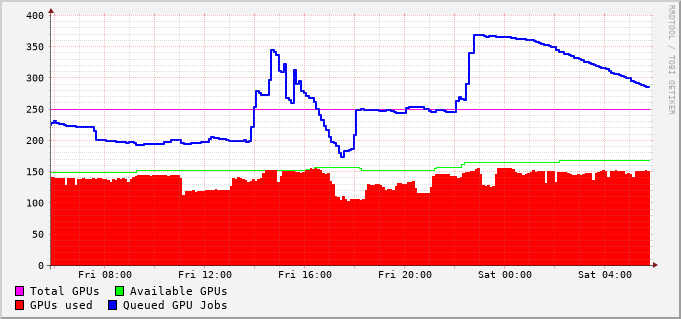 400
350
300
250
200
150
100
50
0
Fri 08:00 Fri 12:00 Fri 16:00 Fri 20:00 Sat 00:00 Sat 04:00
Total GPUs Available GPUs
GPUs used Queued GPU Jobs
RRDTOOL / TOBI OETIKER